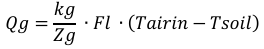 Qg = kg/Zg · Fl · (Tairin − Tsoil)